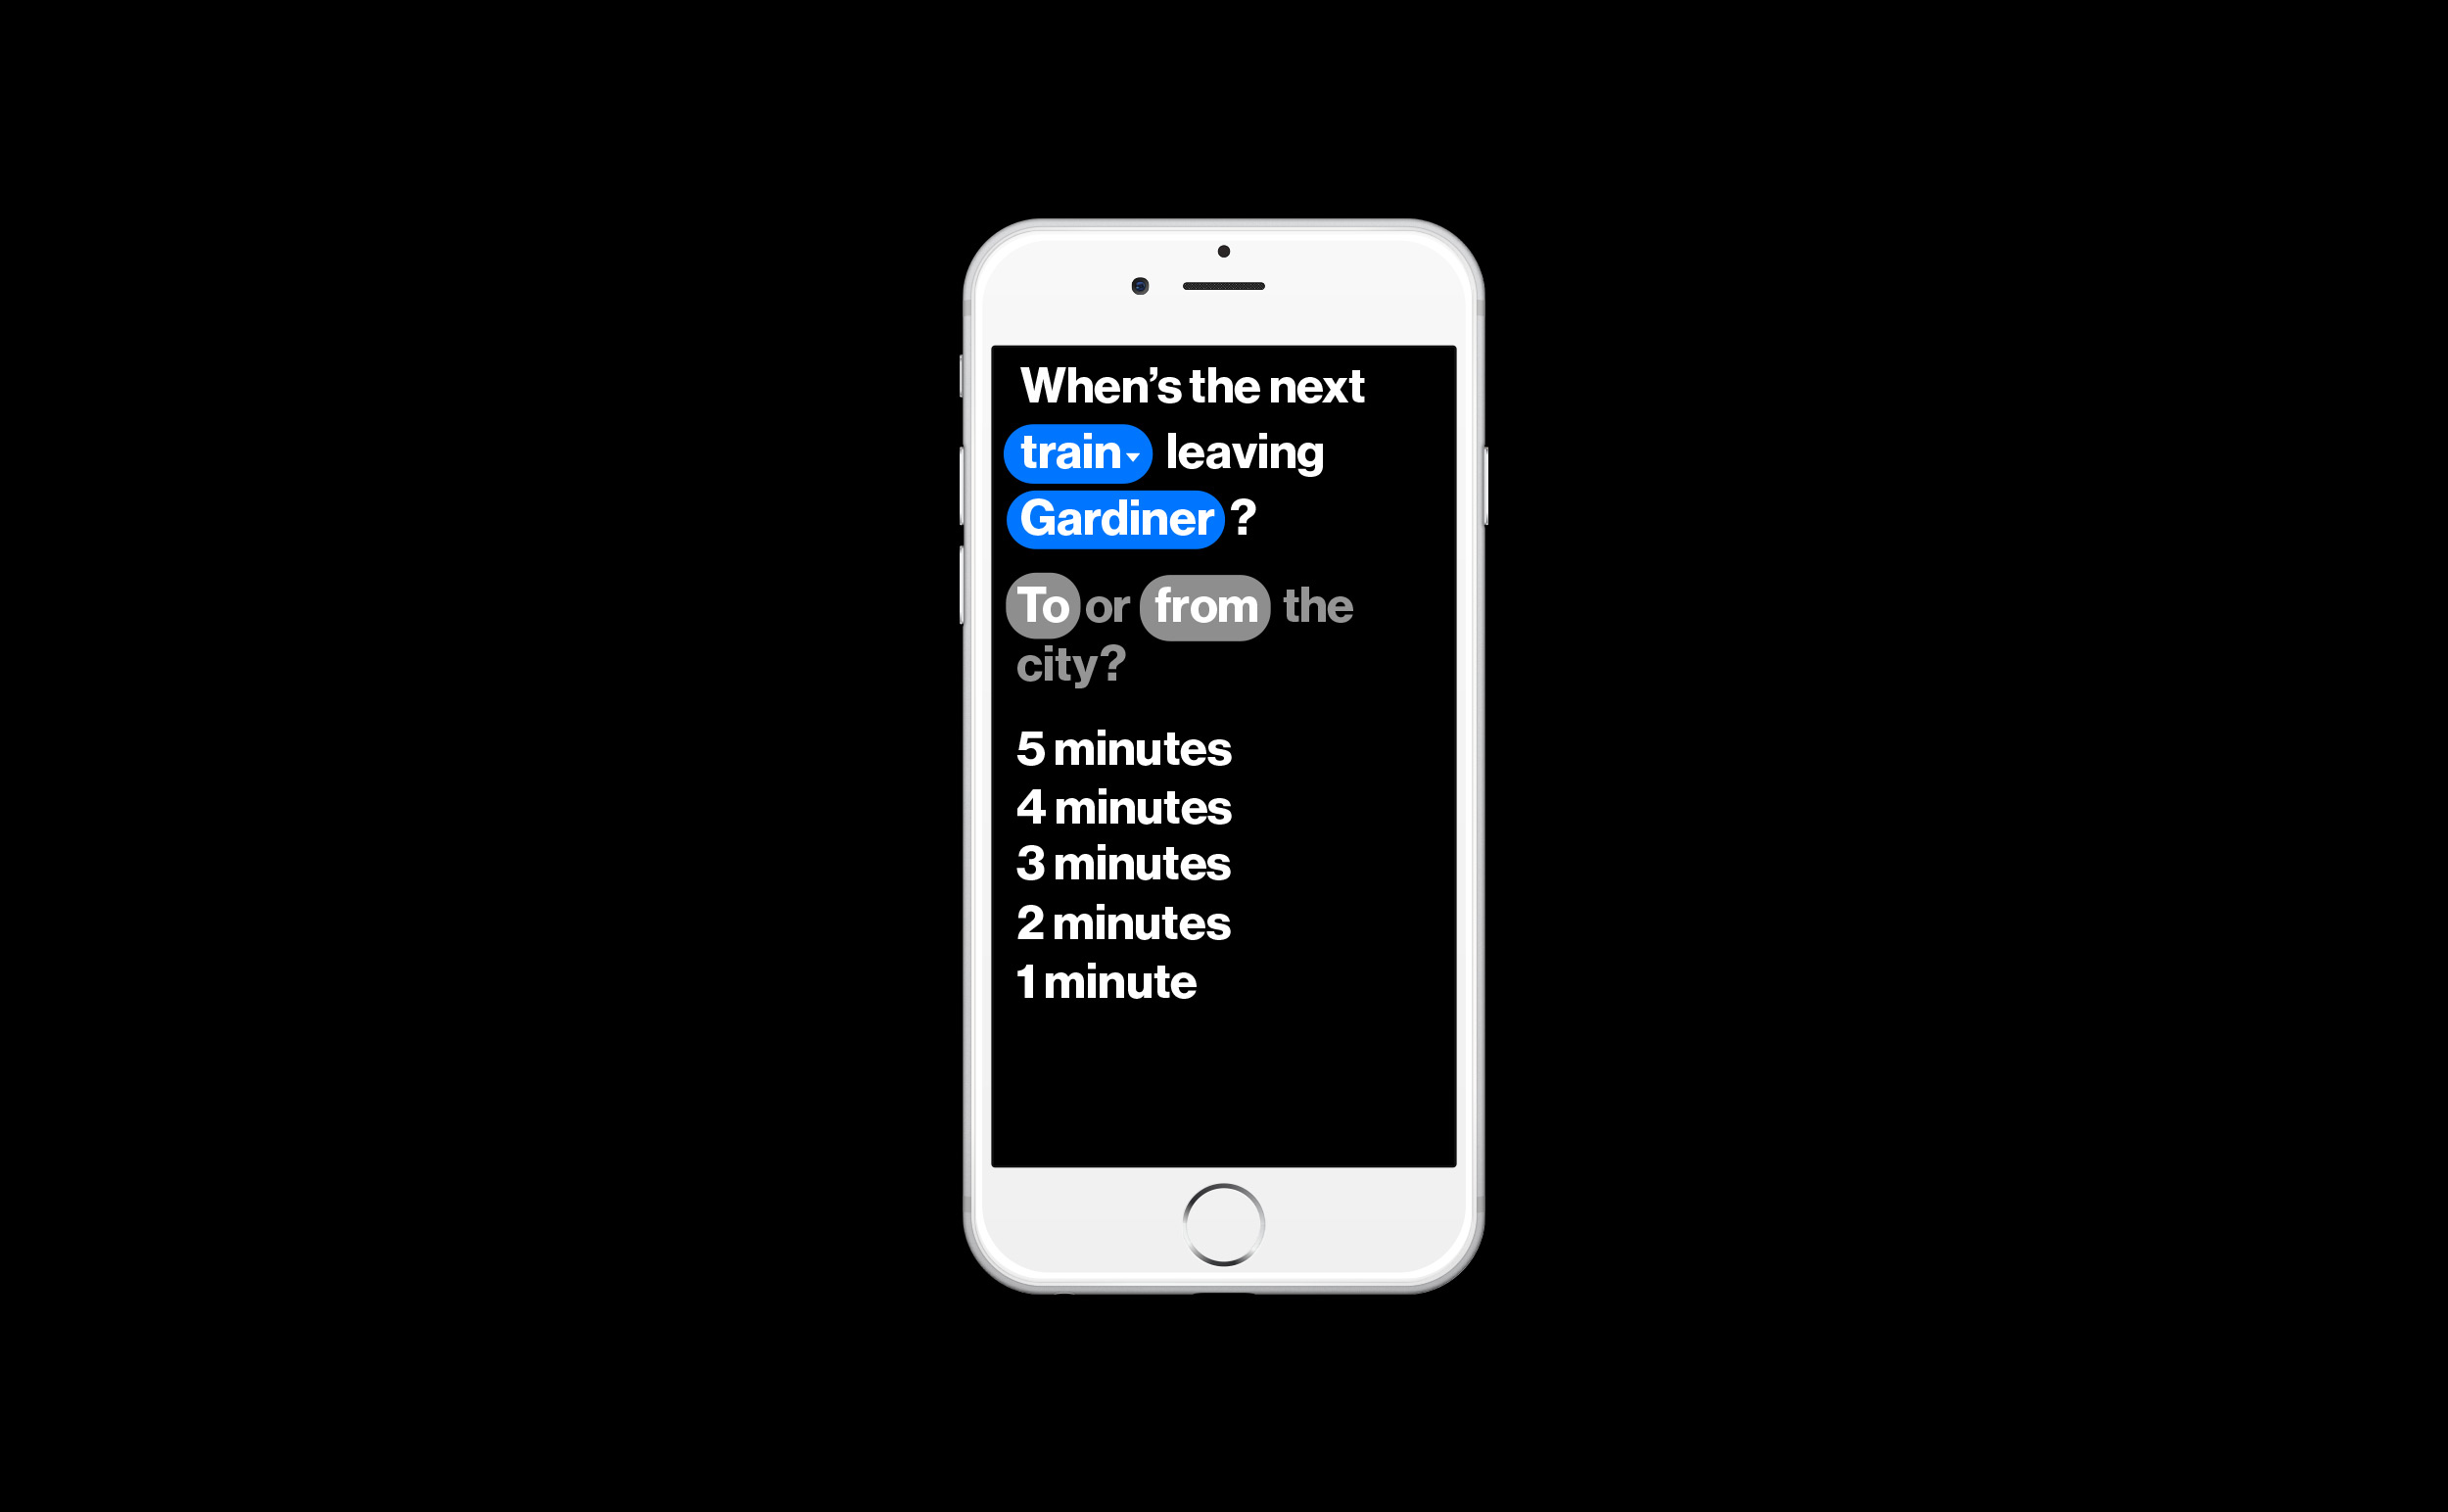 When’s the next
train leaving
Gardiner ?
To or from the
city?
5 minutes
4 minutes
3 minutes
2 minutes
1 minute